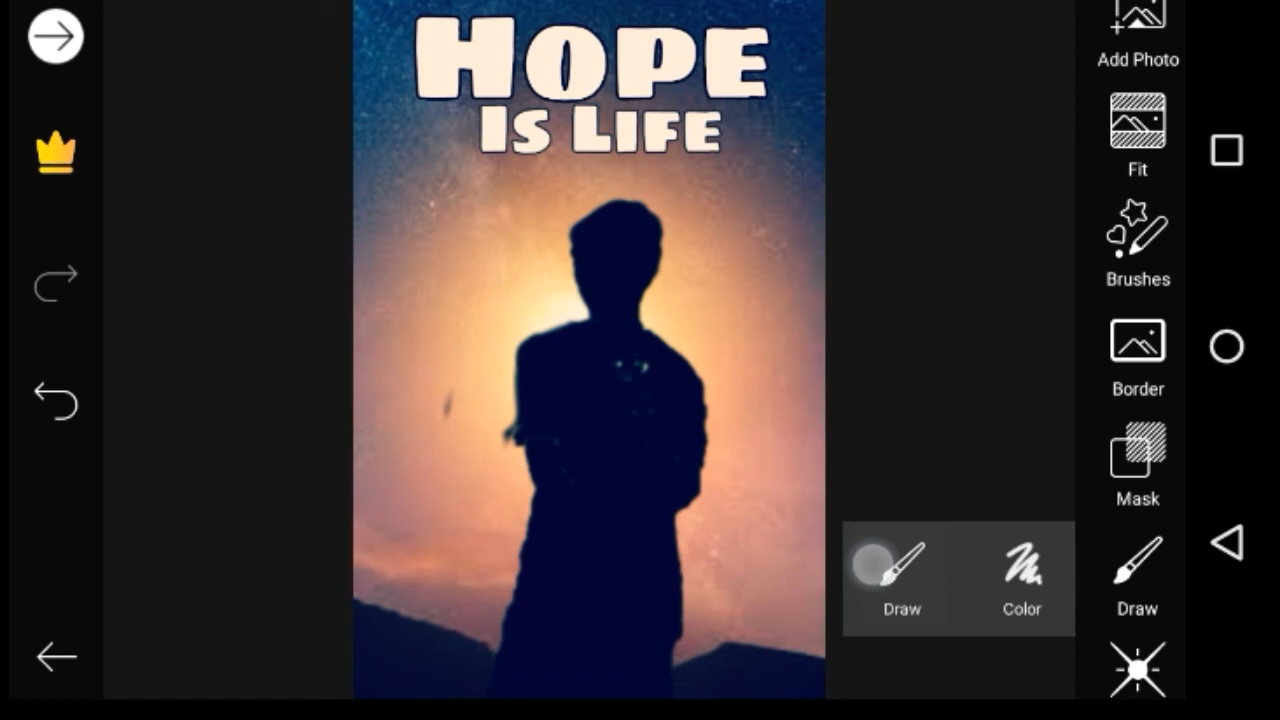 HOPE
IS LIFE
Add Photo
Fit
Brushes
Border
Mask
Draw
Color
Draw